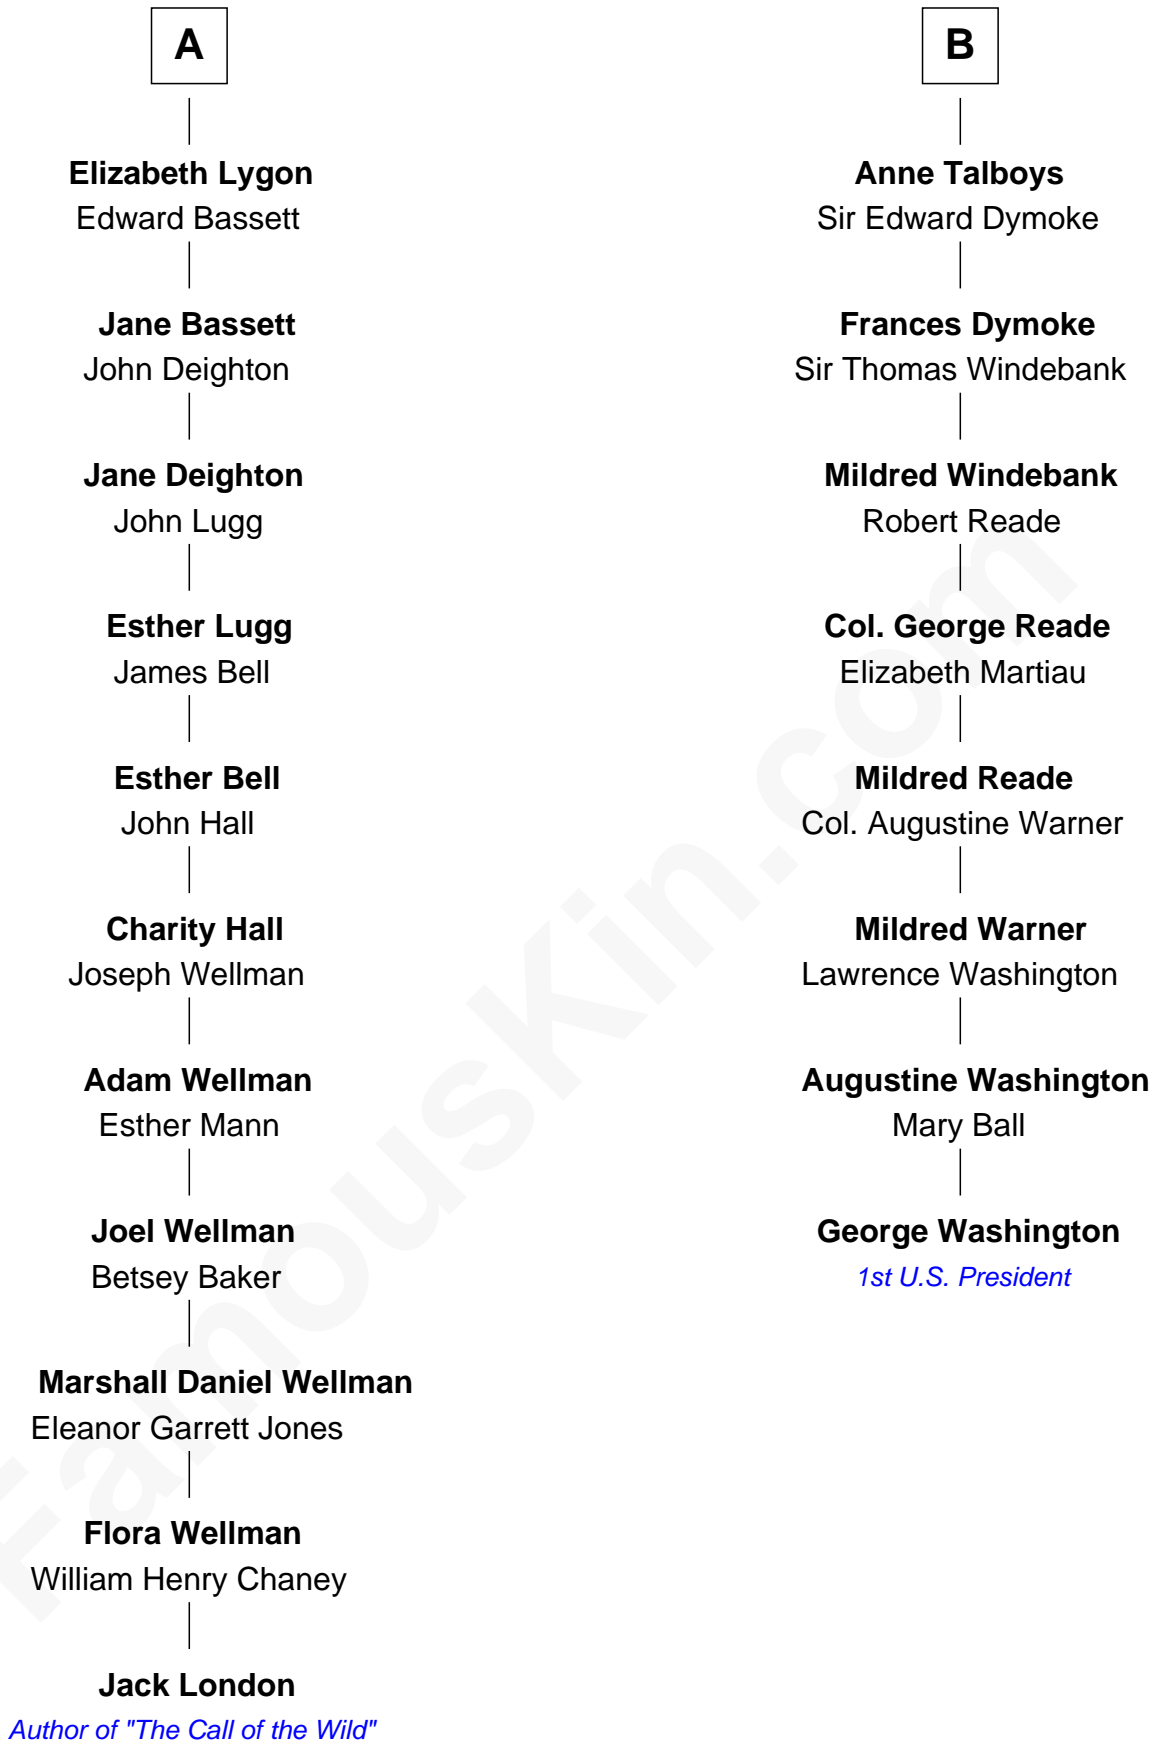 A
Elizabeth Lygon
Edward Bassett
Jane Bassett
John Deighton
Jane Deighton
John Lugg
Esther Lugg
James Bell
Esther Bell
John Hall
Charity Hall
Joseph Wellman
Adam Wellman
Esther Mann
Joel Wellman
Betsey Baker
Marshall Daniel Wellman
Eleanor Garrett Jones
Flora Wellman
William Henry Chaney
Jack London
Author of "The Call of the Wild"
B
Anne Talboys
Sir Edward Dymoke
Frances Dymoke
Sir Thomas Windebank
Mildred Windebank
Robert Reade
Col. George Reade
Elizabeth Martiau
Mildred Reade
Col. Augustine Warner
Mildred Warner
Lawrence Washington
Augustine Washington
Mary Ball
George Washington
1st U.S. President
FamousKin.com